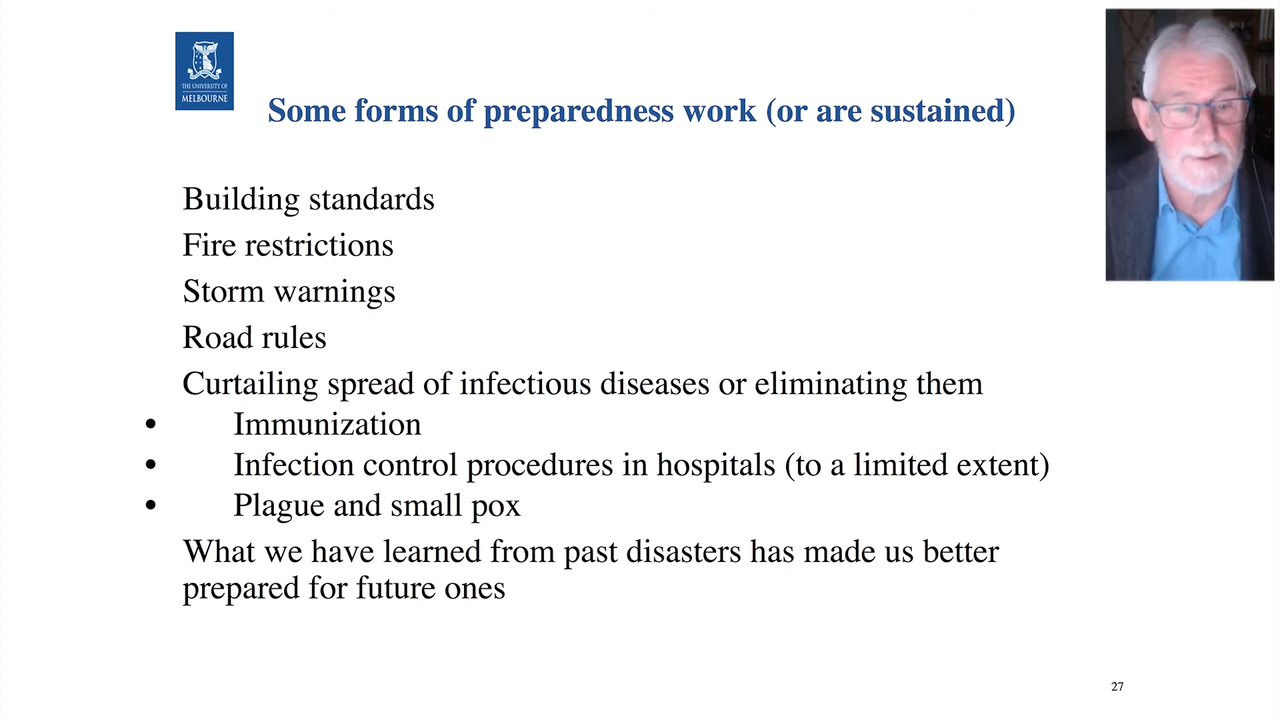 THE UNIVERSITY OF
MELBOURNE
Some forms of preparedness work (or are sustained)
Building standards
Fire restrictions
Storm warnings
Road rules
Curtailing spread of infectious diseases or eliminating them
• Immunization
• Infection control procedures in hospitals (to a limited extent)
• Plague and small pox
What we have learned from past disasters has made us better
prepared for future ones
27